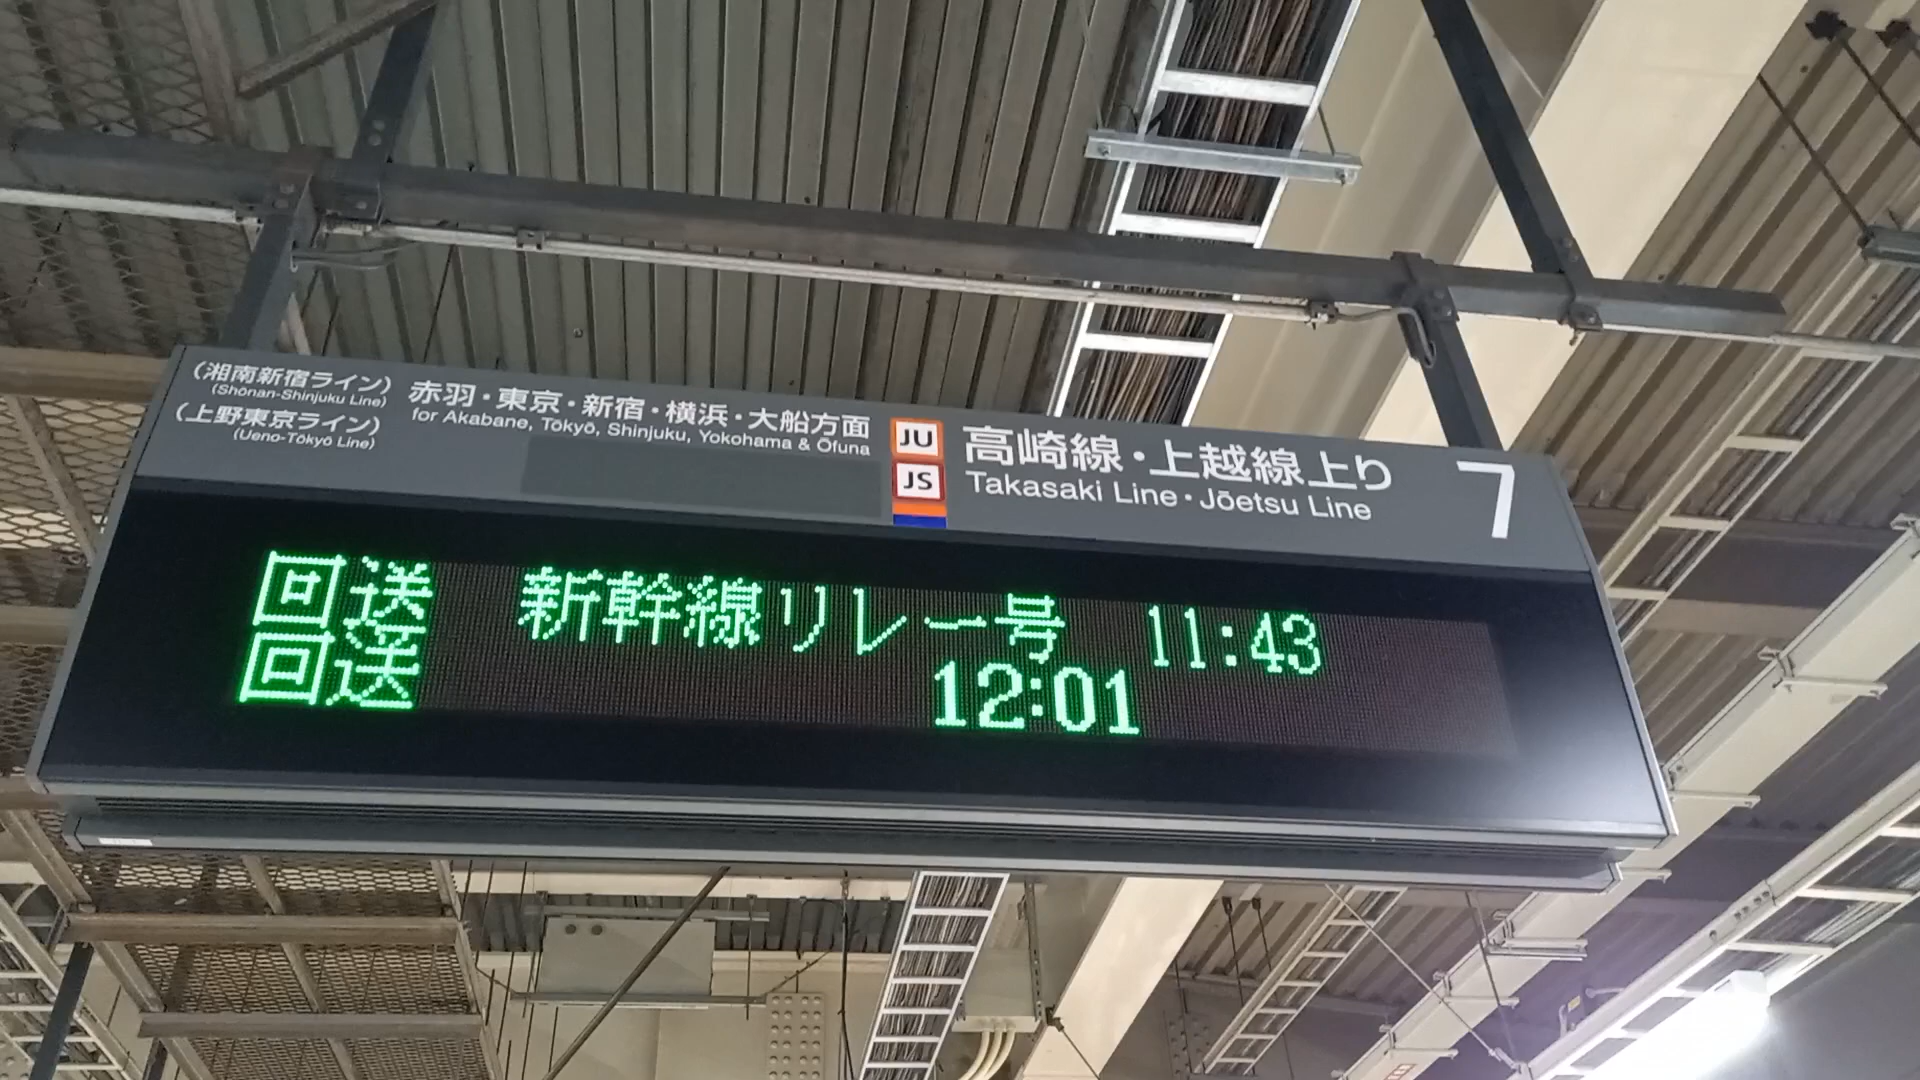 (湘南新宿ライン)
(Shōnan-Shinjuku Line)
(上野東京ライン)
(Ueno-Tōkyō Line)
赤羽・東京・新宿・横浜・大船方面
for Akabane, Tōkyō, Shinjuku, Yokohama & Ōfuna
JU
JS
高崎線・上越線上り
Takasaki Line・Jōetsu Line
7
回送 新幹線リレー号 11:43
回送 12:01